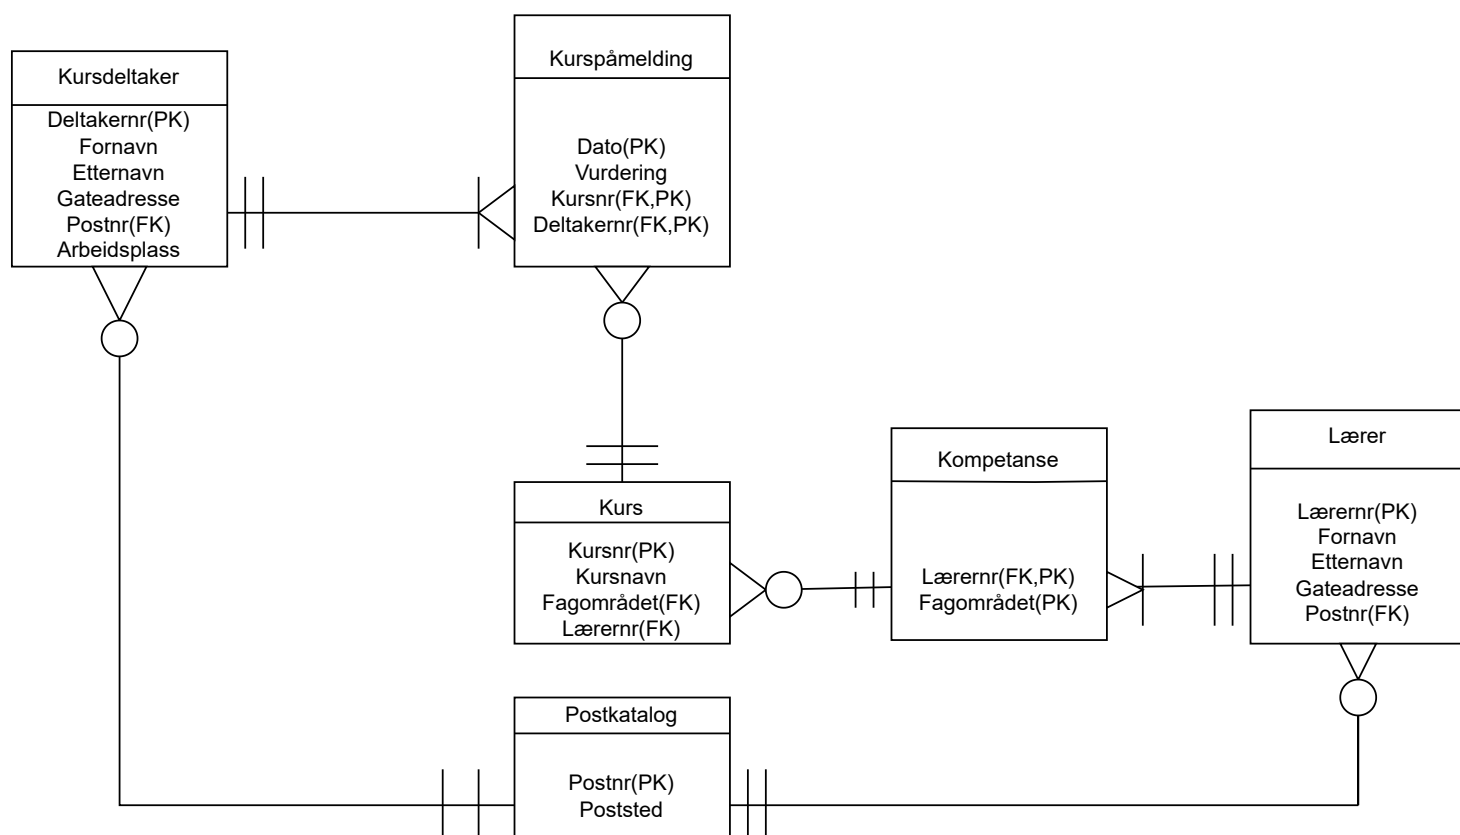 Kursdeltaker
Deltakernr(PK)
Fornavn
Etternavn
Gateadresse
Postnr(FK)
Arbeidsplass
Kurspåmelding
Dato(PK)
Vurdering
Kursnr(FK,PK)
Deltakernr(FK,PK)
Kurs
Kursnr(PK)
Kursnavn
Fagområdet(FK)
Lærernr(FK)
Kompetanse
Lærernr(FK,PK)
Fagområdet(PK)
Lærer
Lærernr(PK)
Fornavn
Etternavn
Gateadresse
Postnr(FK)
Postkatalog
Postnr(PK)
Poststed